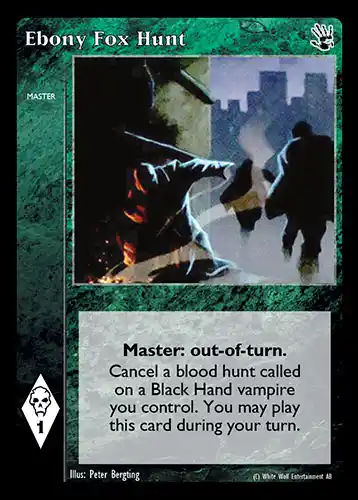 Ebony Fox Hunt
MASTER
Master: out-of-turn.
Cancel a blood hunt called
on a Black Hand vampire
you control. You may play
this card during your turn.
1
Illus: Peter Bergting
(C) White Wolf Entertainment AB